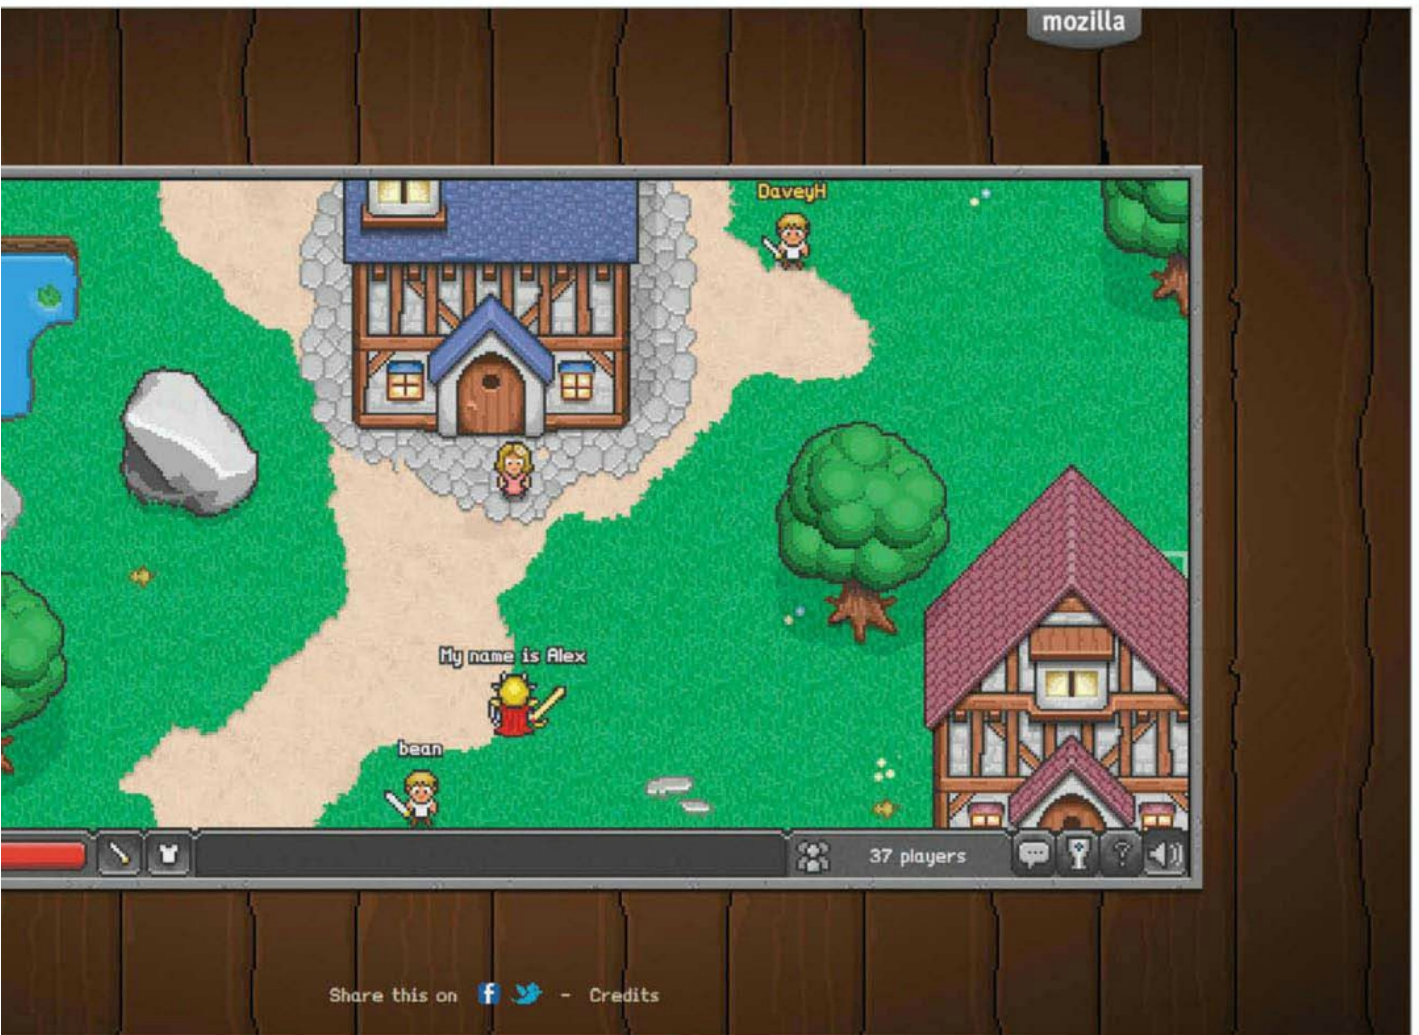 mozilla
DaveyH
My name is Alex
bean
37 players
?
Share this on f - Credits